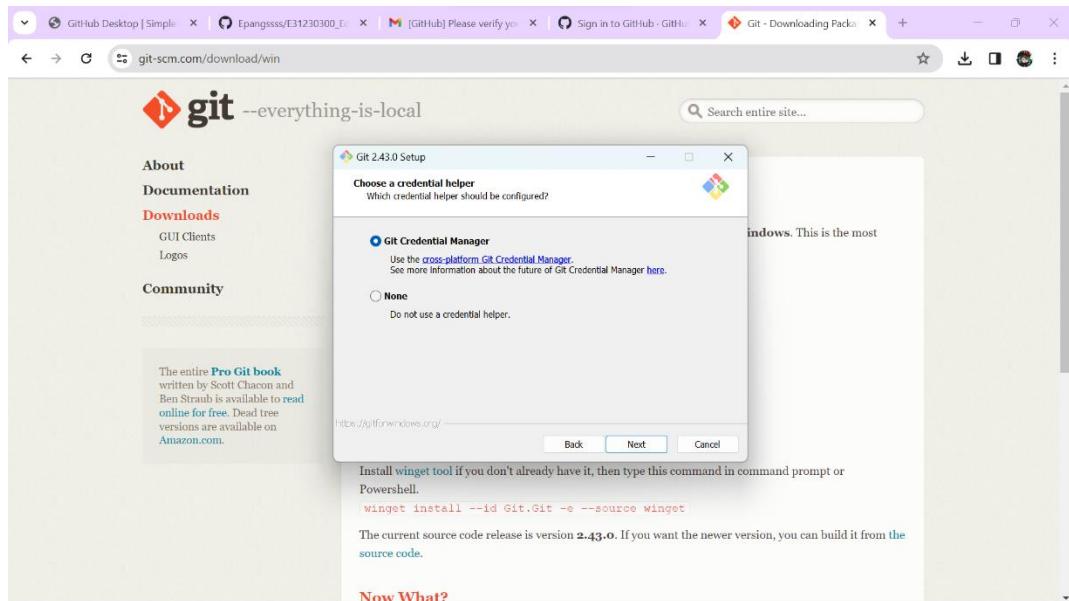 GitHub Desktop | Simple
Epangssss/E31230300_E
[GitHub] Please verify yo
Sign in to GitHub · GitHu
Git - Downloading Packa
git-scm.com/download/win
git --everything-is-local
Search entire site...
About
Documentation
Downloads
GUI Clients
Logos
Community
The entire Pro Git book
written by Scott Chacon and
Ben Straub is available to read
online for free. Dead tree
versions are available on
Amazon.com.
Git 2.43.0 Setup
Choose a credential helper
Which credential helper should be configured?
Git Credential Manager
Use the cross-platform Git Credential Manager.
See more information about the future of Git Credential Manager here.
None
Do not use a credential helper.
https://gitforwindows.org/
Back Next Cancel
indows. This is the most
Install winget tool if you don't already have it, then type this command in command prompt or
Powershell.
winget install --id Git.Git -e --source winget
The current source code release is version 2.43.0. If you want the newer version, you can build it from the
source code.
Now What?